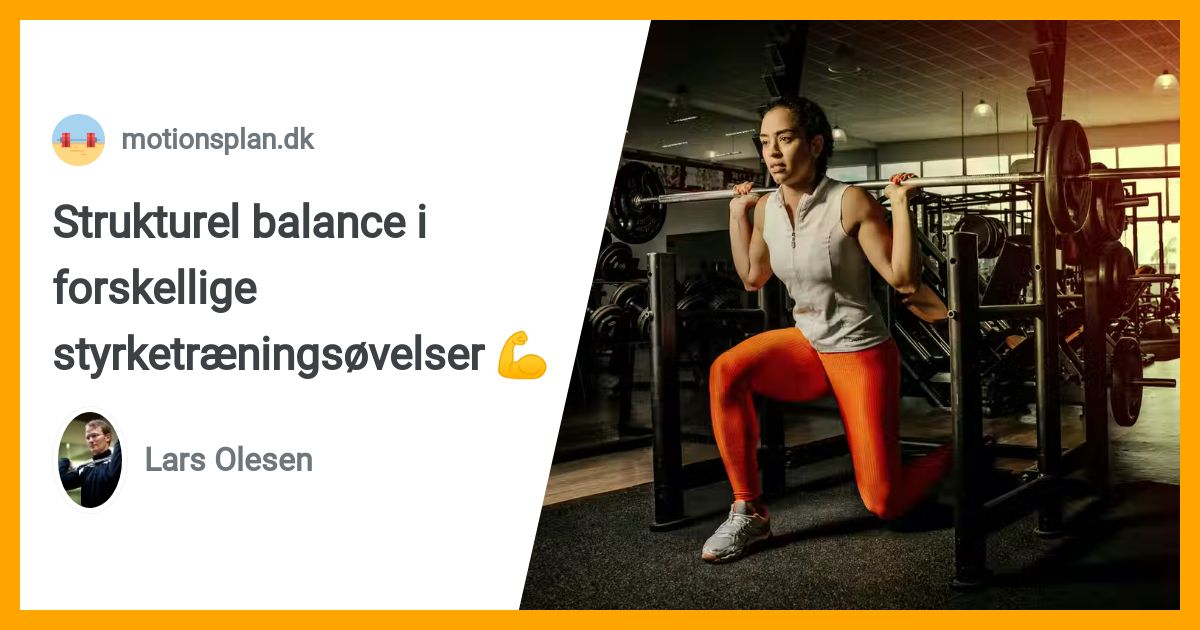 motionsplan.dk
Strukturel balance i
forskellige
styrketræningsøvelser 💪
Lars Olesen